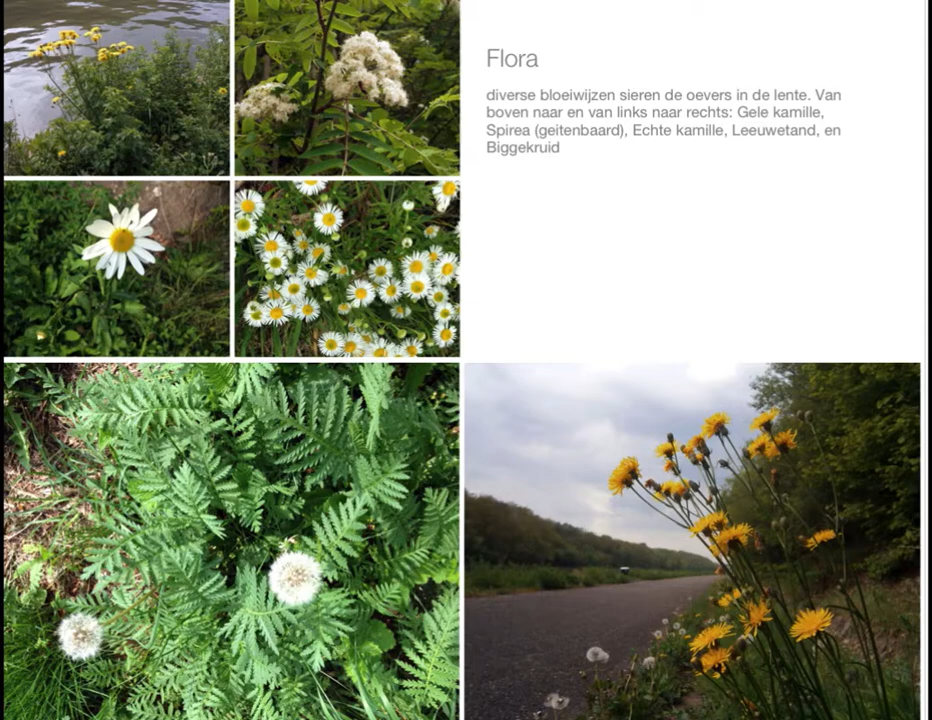 Flora
diverse bloeiwijzen sieren de oevers in de lente. Van
boven naar en van links naar rechts: Gele kamille,
Spirea (geitenbaard), Echte kamille, Leeuwetand, en
Biggekruid